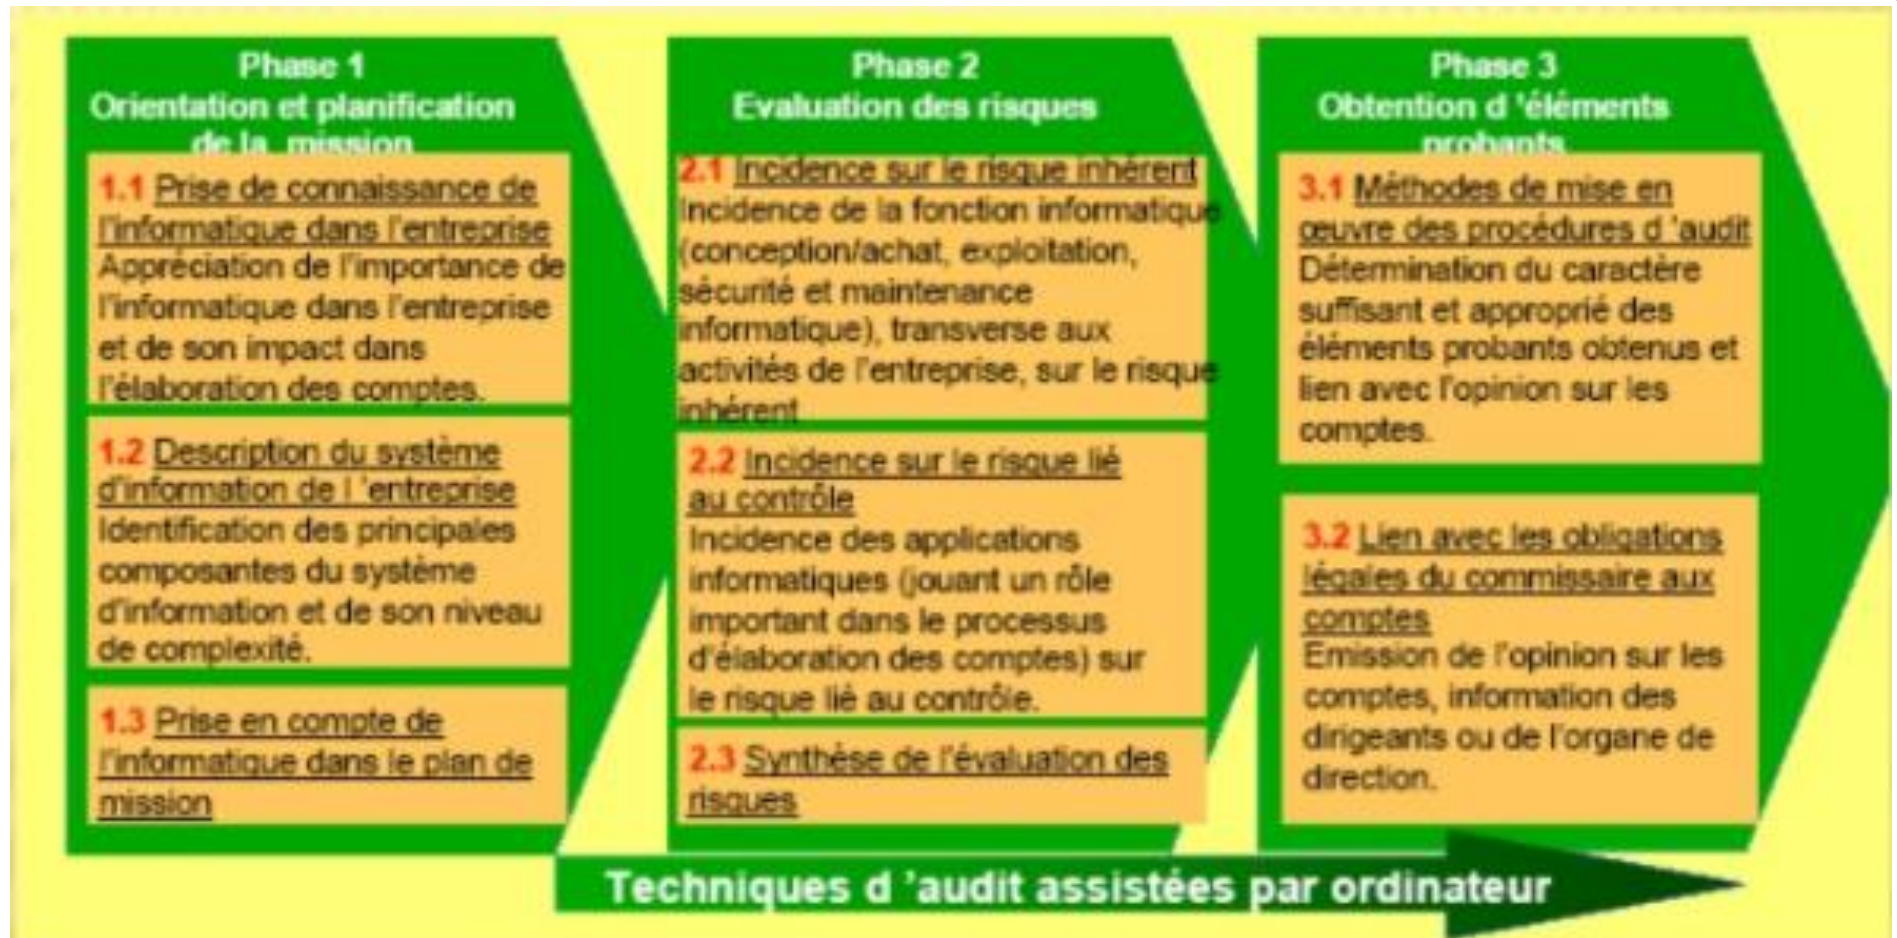 Phase 1
Orientation et planification
de la mission
1.1 Prise de connaissance de
l'informatique dans l'entreprise
Appréciation de l'importance de
l'informatique dans l'entreprise
et de son impact dans
l'élaboration des comptes.
1.2 Description du système
d'information de l 'entreprise
Identification des principales
composantes du système
d'information et de son niveau
de complexité.
1.3 Prise en compte de
l'informatique dans le plan de
mission
Phase 2
Evaluation des risques
2.1 Incidence sur le risque inhérent
Incidence de la fonction informatique
(conception/achat, exploitation,
sécurité et maintenance
informatique), transverse aux
activités de l'entreprise, sur le risque
inhérent
2.2 Incidence sur le risque lié
au contrôle
Incidence des applications
informatiques (jouant un rôle
important dans le processus
d'élaboration des comptes) sur
le risque lié au contrôle.
2.3 Synthèse de l'évaluation des
risques
Phase 3
Obtention d 'éléments
probants
3.1 Méthodes de mise en
œuvre des procédures d 'audit
Détermination du caractère
suffisant et approprié des
éléments probants obtenus et
lien avec l'opinion sur les
comptes.
3.2 Lien avec les obligations
légales du commissaire aux
comptes
Emission de l'opinion sur les
comptes, information des
dirigeants ou de l'organe de
direction.
Techniques d 'audit assistées par ordinateur